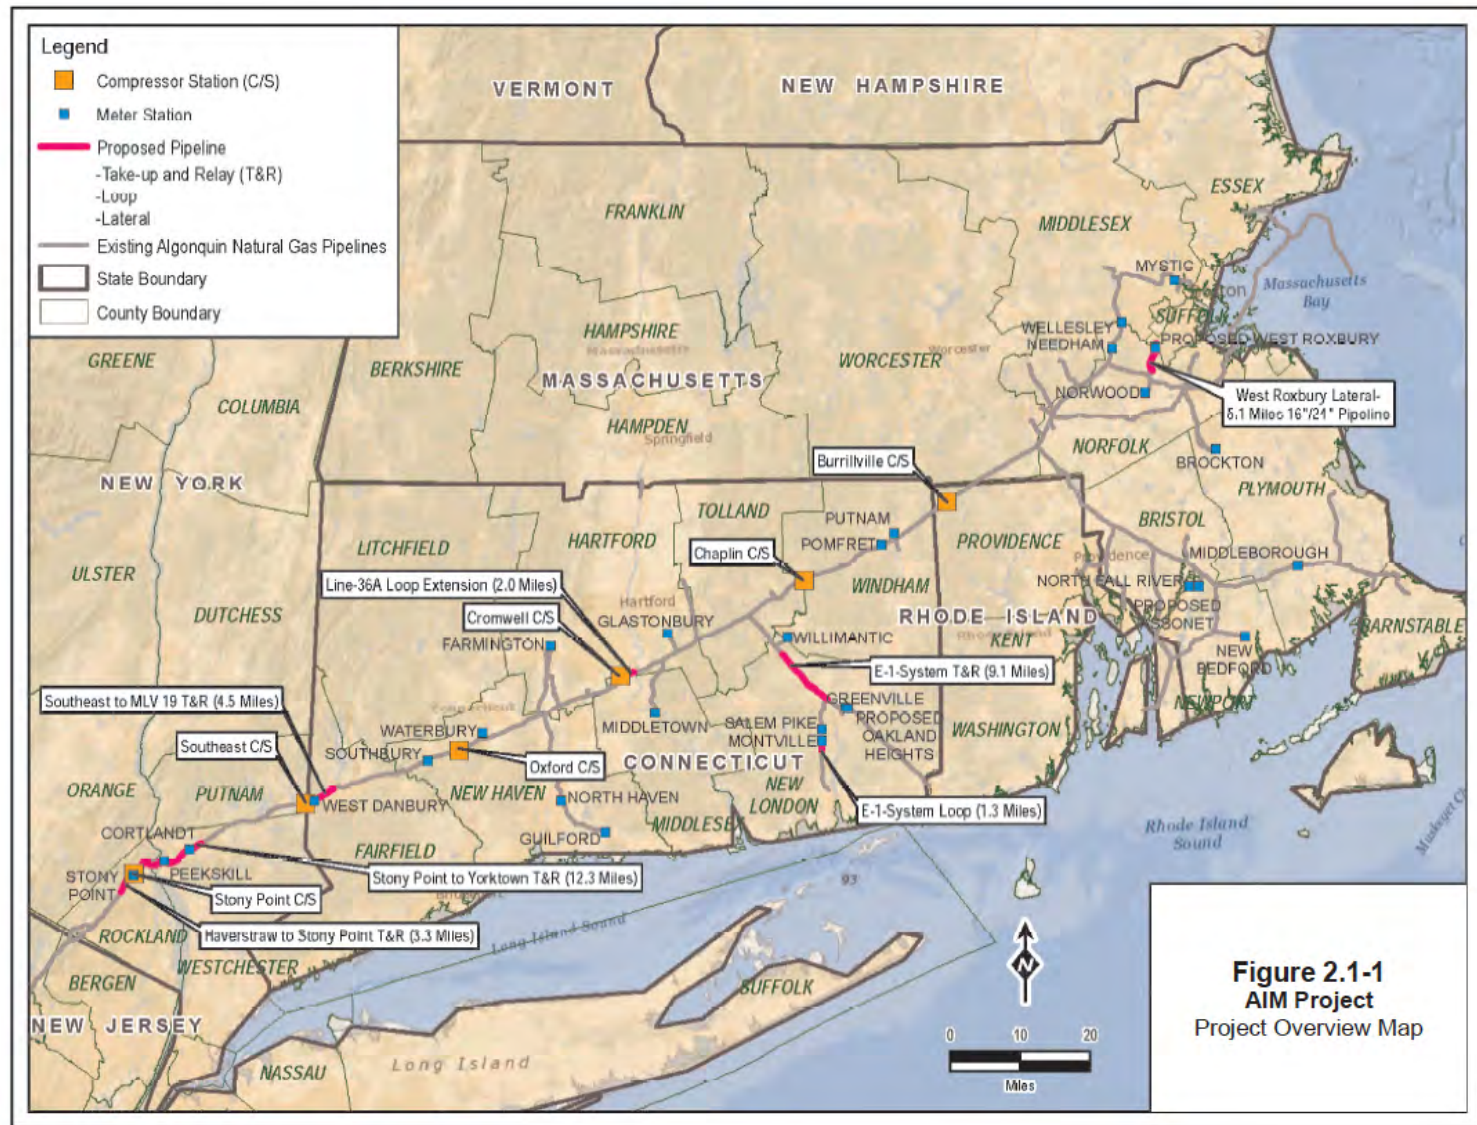 Legend
Compressor Station (C/S)
Meter Station
Proposed Pipeline
-Take-up and Relay (T&R)
-Loop
-Lateral
Existing Algonquin Natural Gas Pipelines
State Boundary
County Boundary
VERMONT
NEW HAMPSHIRE
ESSEX
FRANKLIN
MIDDLESEX
MYSTIC
Massachusetts
Bay
SUFFOLK
HAMPSHIRE
Massachusetts
WELLESLEY
NEEDHAM
PROPOSED WEST ROXBURY
GREENE
BERKSHIRE
WORCESTER
Worcester
MASSACHUSETTS
COLUMBIA
NORWOOD
West Roxbury Lateral-
5.1 Miles 16"/24" Pipeline
HAMPDEN
Springfield
NORFOLK
BROCKTON
Burrillville C/S
NEW YORK
PLYMOUTH
TOLLAND
BRISTOL
PUTNAM
POMFRET
HARTFORD
LITCHFIELD
PROVIDENCE
Providence
MIDDLEBOROUGH
Chaplin C/S
ULSTER
Line-36A Loop Extension (2.0 Miles)
WINDHAM
NORTH FALL RIVER
PROPOSED
ASSONET
DUTCHESS
Hartford
GLASTONBURY
Cromwell C/S
RHODE ISLAND
Rhode Island
BARNSTABLE
FARMINGTON
WILLIMANTIC
KENT
NEW
BEDFORD
E-1-System T&R (9.1 Miles)
Southeast to MLV 19 T&R (4.5 Miles)
GREENVILLE
NEWPORT
Connecticut
MIDDLETOWN
PROPOSED
OAKLAND
HEIGHTS
WATERBURY
SALEM PIKE
MONTVILLE
WASHINGTON
Southeast C/S
SOUTHBURY
Oxford C/S
CONNECTICUT
ORANGE
PUTNAM
WEST DANBURY
NEW HAVEN
NORTH HAVEN
NEW
LONDON
E-1-System Loop (1.3 Miles)
CORTLANDT
GUILFORD
MIDDLESEX
Rhode Island
Sound
FAIRFIELD
STONY
POINT
PEEKSKILL
Stony Point to Yorktown T&R (12.3 Miles)
93
Stony Point C/S
ROCKLAND
Haverstraw to Stony Point T&R (3.3 Miles)
Long Island Sound
WESTCHESTER
BERGEN
N
SUFFOLK
Figure 2.1-1
AIM Project
Project Overview Map
NEW JERSEY
0 10 20
Miles
Long Island
NASSAU